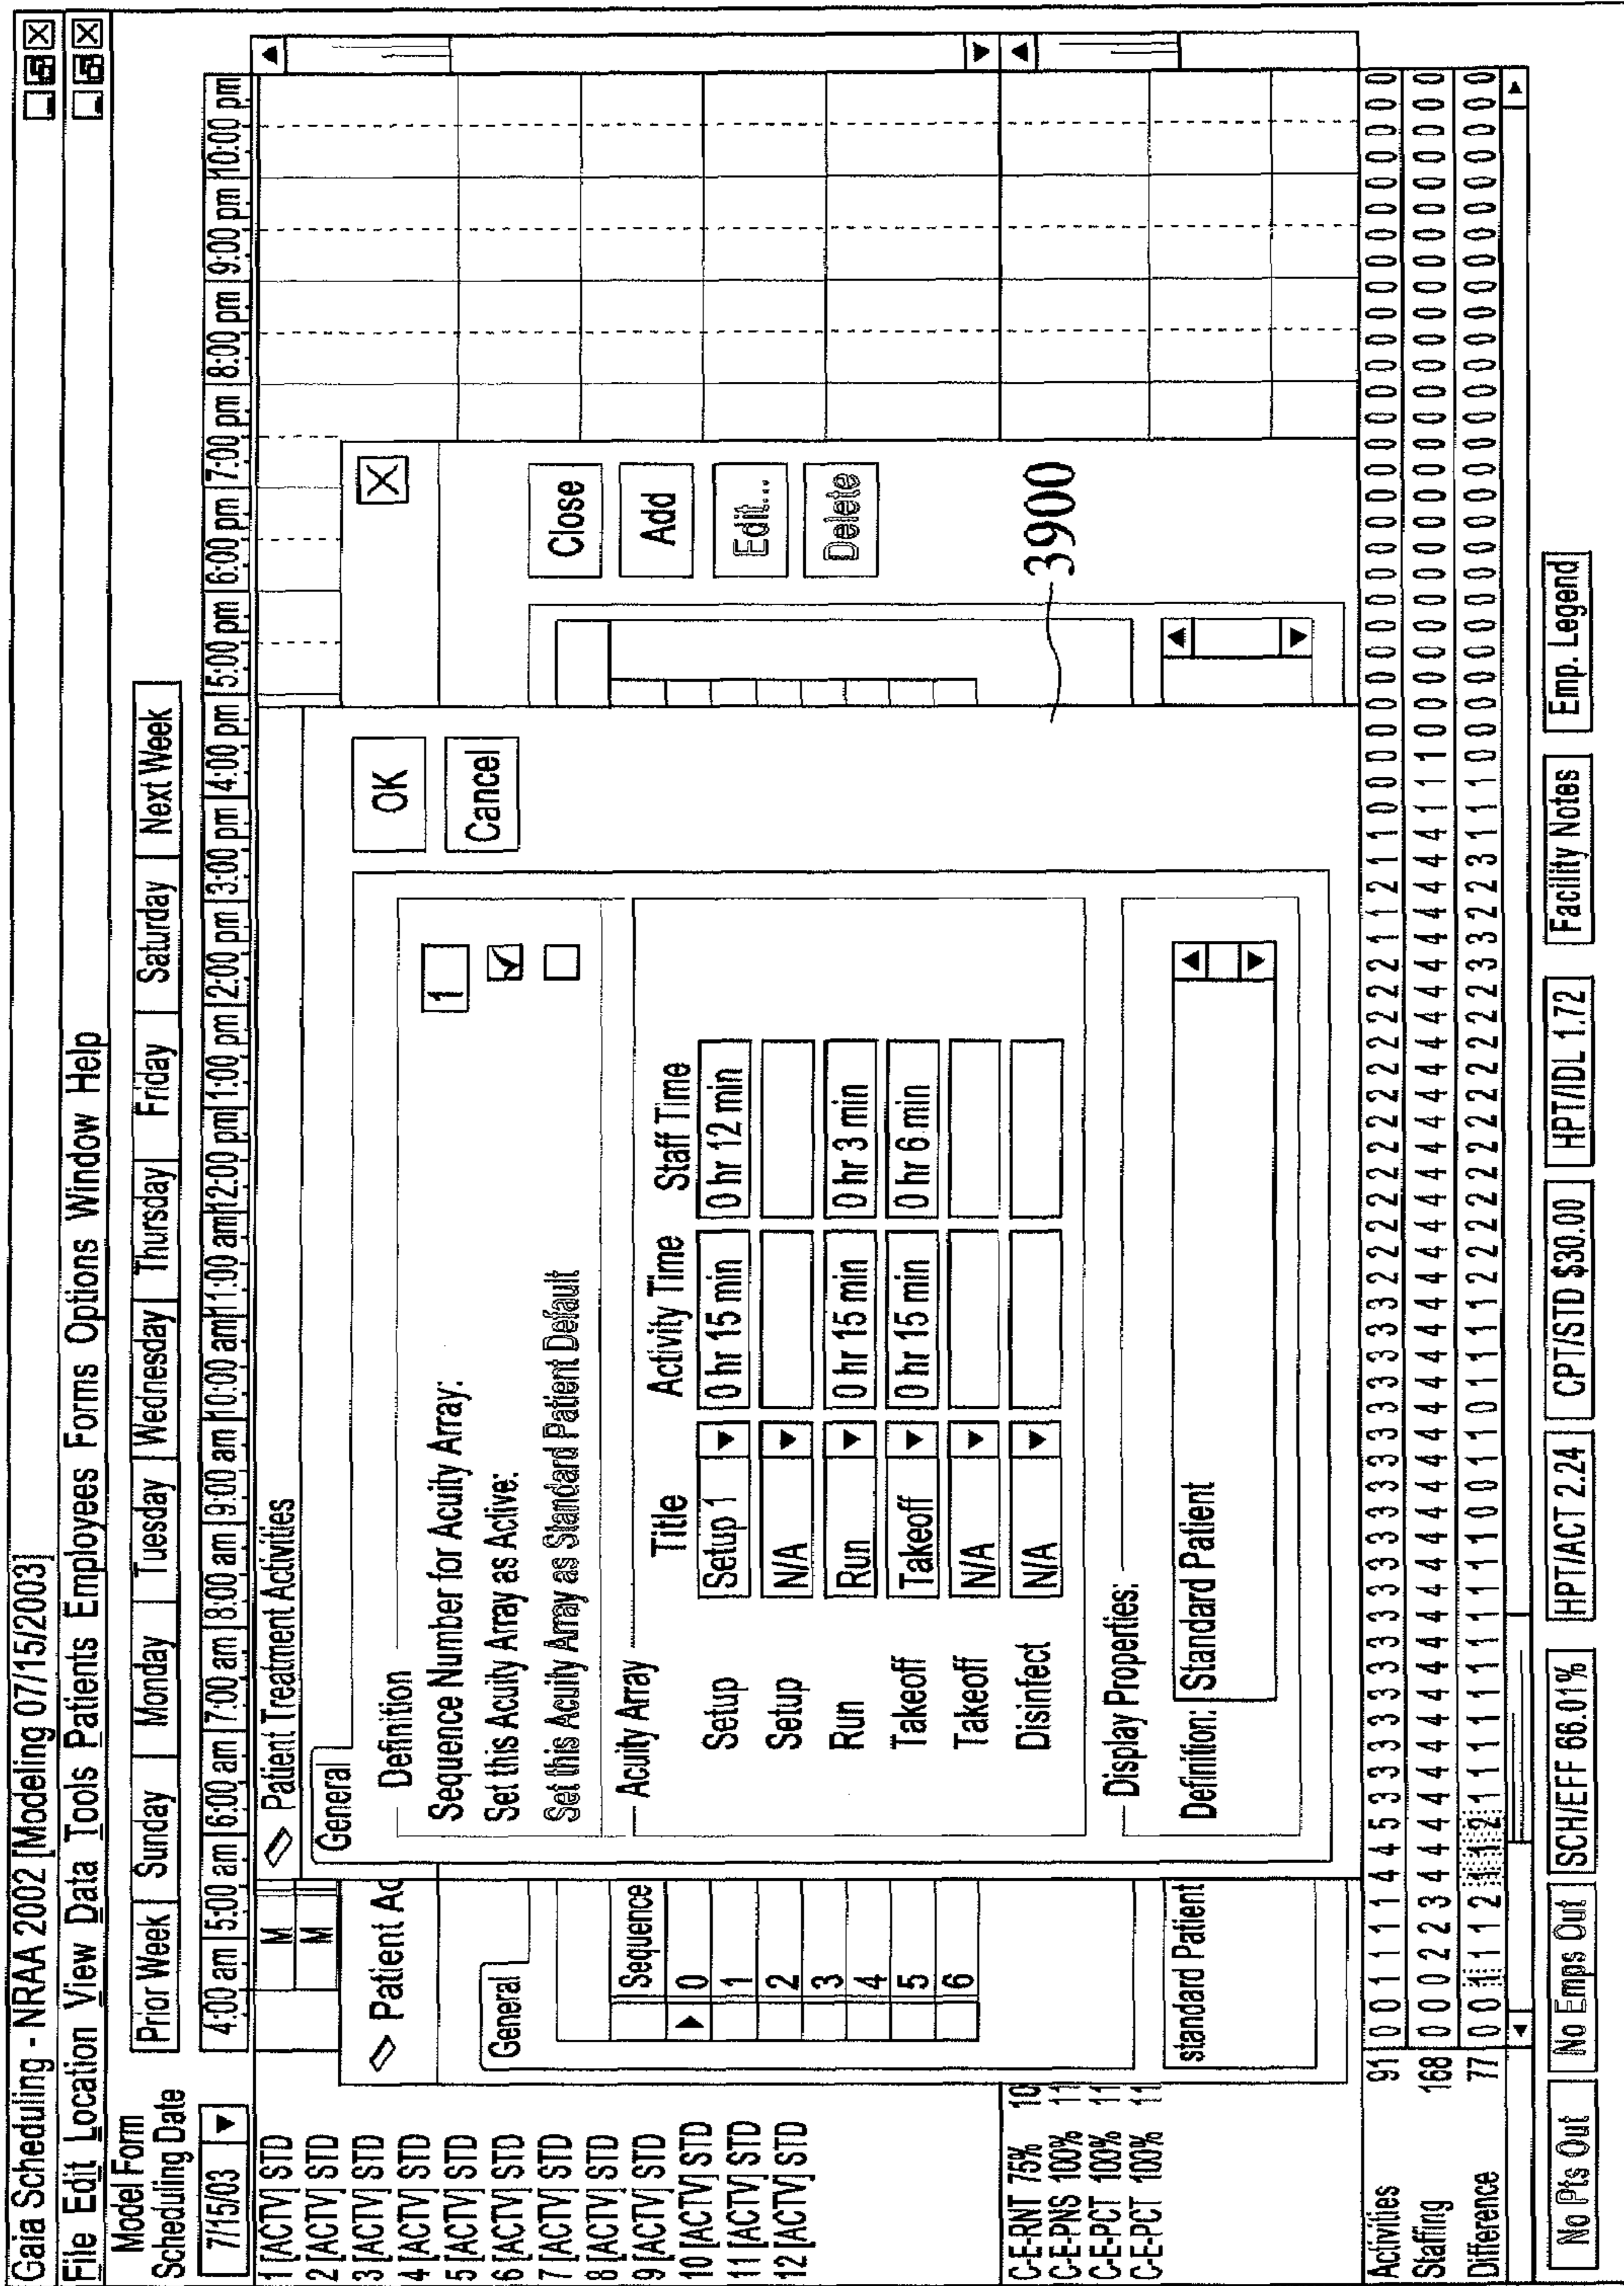 Gaia Scheduling - NRAA 2002 [Modeling 07/15/2003]
File Edit Location View Data Tools Patients Employees Forms Options Window Help
Model Form
Scheduling Date
Prior Week Sunday Monday Tuesday Wednesday Thursday Friday Saturday Next Week
7/15/03
4:00 am 5:00 am 6:00 am 7:00 am 8:00 am 9:00 am 10:00 am 11:00 am 12:00 pm 1:00 pm 2:00 pm 3:00 pm 4:00 pm 5:00 pm 6:00 pm 7:00 pm 8:00 pm 9:00 pm 10:00 pm
1 [ACTV] STD
2 [ACTV] STD
3 [ACTV] STD
4 [ACTV] STD
5 [ACTV] STD
6 [ACTV] STD
7 [ACTV] STD
8 [ACTV] STD
9 [ACTV] STD
10 [ACTV] STD
11 [ACTV] STD
12 [ACTV] STD
M
M
Patient Ac
General
Sequence
0
1
2
3
4
5
6
standard Patient
Patient Treatment Activities
General
Definition
Sequence Number for Acuity Array: 1
Set this Acuity Array as Active:
Set this Acuity Array as Standard Patient Default
Acuity Array
Title Activity Time Staff Time
Setup Setup 1 0 hr 15 min 0 hr 12 min
Setup N/A
Run Run 0 hr 15 min 0 hr 3 min
Takeoff Takeoff 0 hr 15 min 0 hr 6 min
Takeoff N/A
Disinfect N/A
Display Properties:
Definition: Standard Patient
OK
Cancel
Close
Add
Edit...
Delete
3900
C-E-RNT 75% 10
C-E-PNS 100% 11
C-E-PCT 100% 11
C-E-PCT 100% 11
Activities 91
Staffing 168
Difference 77
No Pts Out No Emps Out SCH/EFF 66.01% HPT/ACT 2.24 CPT/STD $30.00 HPT/IDL 1.72 Facility Notes Emp. Legend